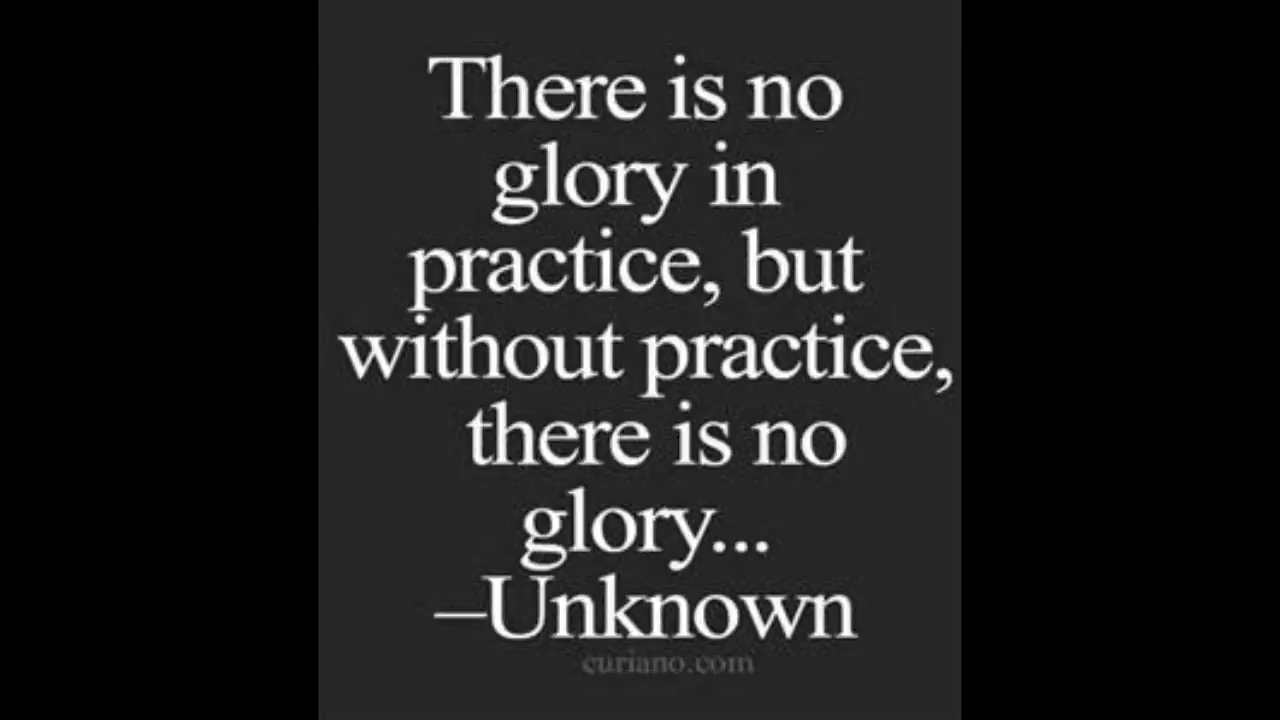 There is no
glory in
practice, but
without practice,
there is no
glory...
–Unknown
curiano.com